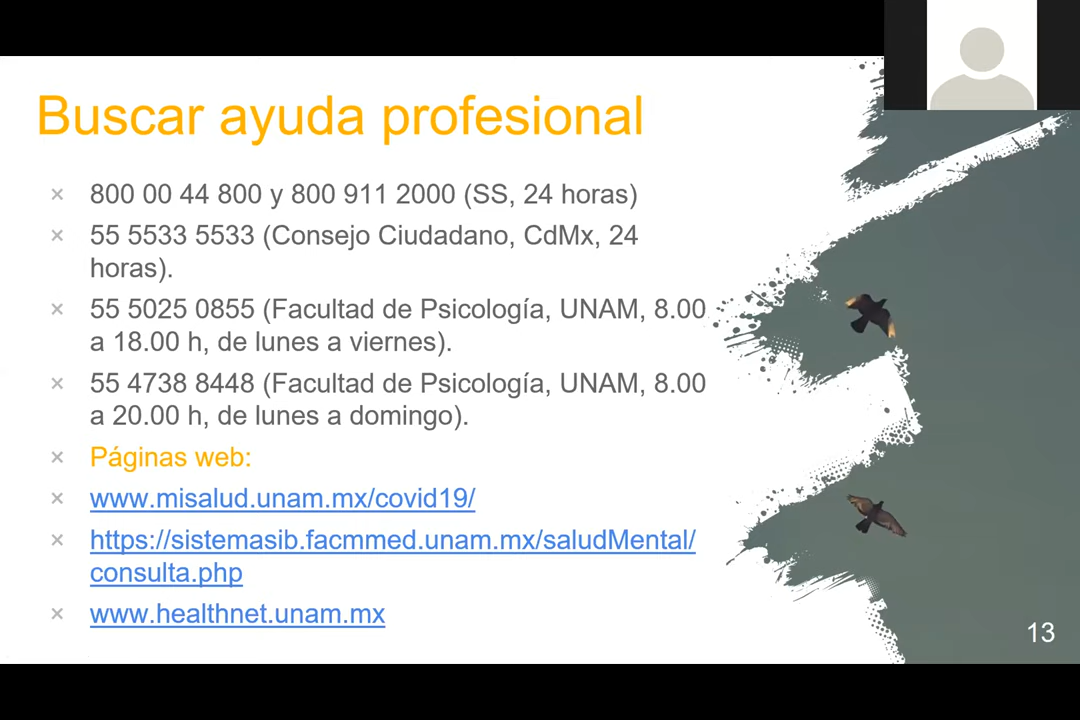 Buscar ayuda profesional
× 800 00 44 800 y 800 911 2000 (SS, 24 horas)
× 55 5533 5533 (Consejo Ciudadano, CdMx, 24
horas).
× 55 5025 0855 (Facultad de Psicología, UNAM, 8.00
a 18.00 h, de lunes a viernes).
× 55 4738 8448 (Facultad de Psicología, UNAM, 8.00
a 20.00 h, de lunes a domingo).
× Páginas web:
× www.misalud.unam.mx/covid19/
× https://sistemasib.facmmed.unam.mx/saludMental/
consulta.php
× www.healthnet.unam.mx
13